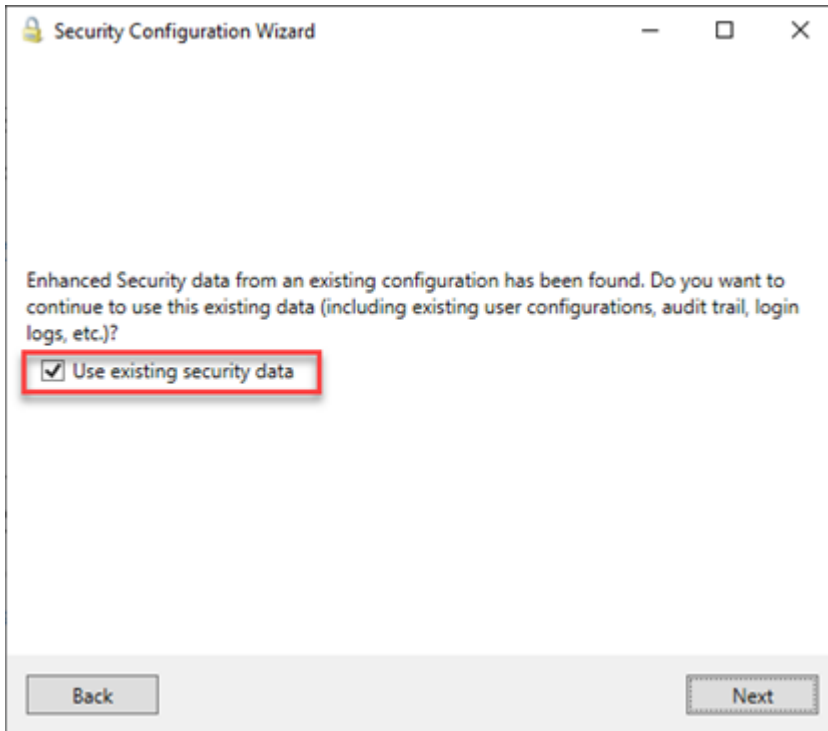 Security Configuration Wizard
Enhanced Security data from an existing configuration has been found. Do you want to
continue to use this existing data (including existing user configurations, audit trail, login
logs, etc.)?
Use existing security data
Back
Next